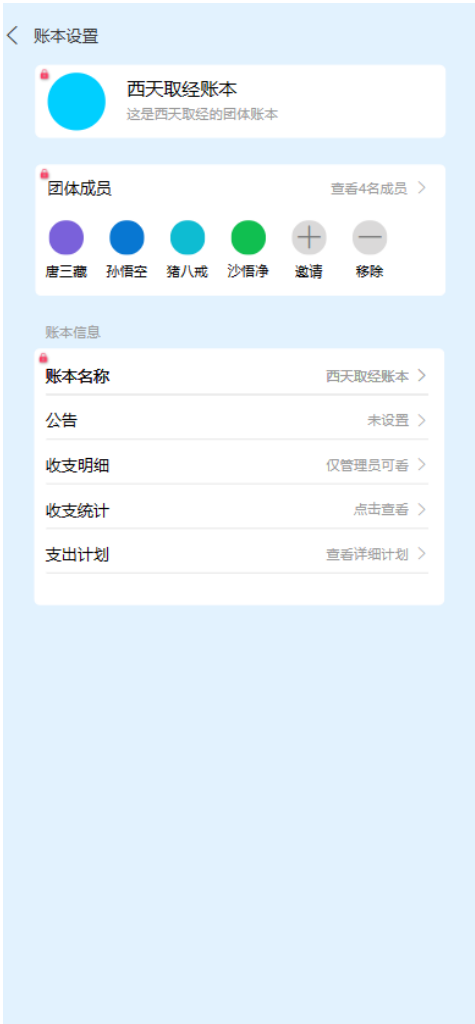 账本设置
西天取经账本
这是西天取经的团体账本
团体成员 查看4名成员
唐三藏 孙悟空 猪八戒 沙悟净 邀请 移除
账本信息
账本名称 西天取经账本
公告 未设置
收支明细 仅管理员可看
收支统计 点击查看
支出计划 查看详细计划